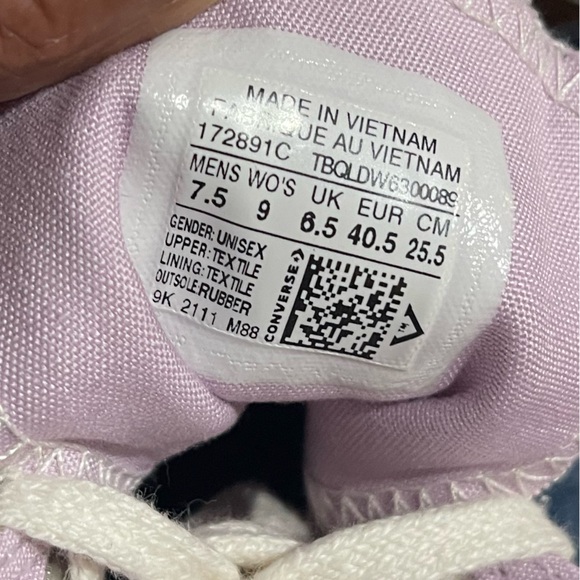 MADE IN VIETNAM
FABRIQUE AU VIETNAM
172891C TBQLDW6300089
MENS WO'S UK EUR CM
7.5 9 6.5 40.5 25.5
GENDER: UNISEX
UPPER: TEXTILE
LINING: TEXTILE
OUTSOLE: RUBBER
9K 2111 M88
CONVERSE
TM